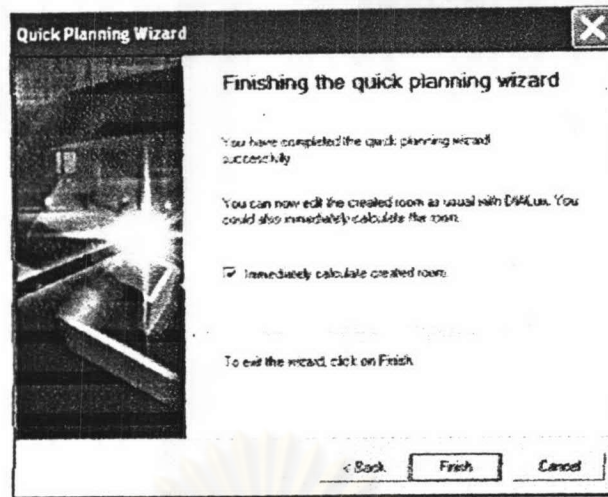 Quick Planning Wizard
Finishing the quick planning wizard
You have completed the quick planning wizard
successfully
You can now edit the created room as usual with DIALux. You
could also immediately calculate the room.
Immediately calculate created room
To exit the wizard, click on Finish
< Back
Finish
Cancel